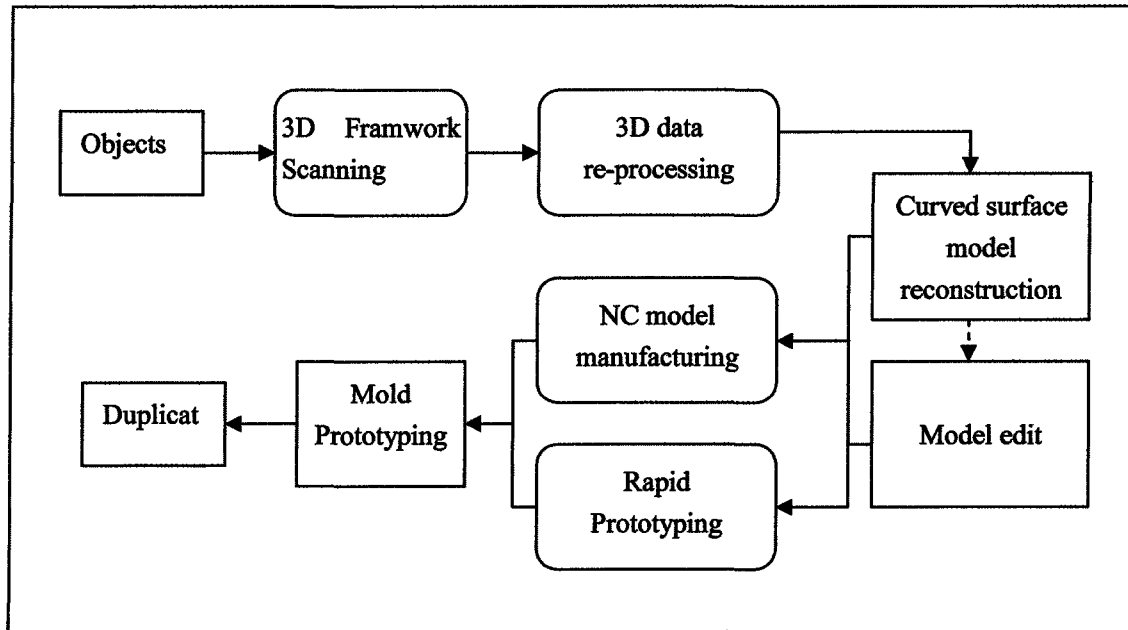 Objects
3D Framwork
Scanning
3D data
re-processing
Curved surface
model
reconstruction
NC model
manufacturing
Mold
Prototyping
Duplicat
Model edit
Rapid
Prototyping